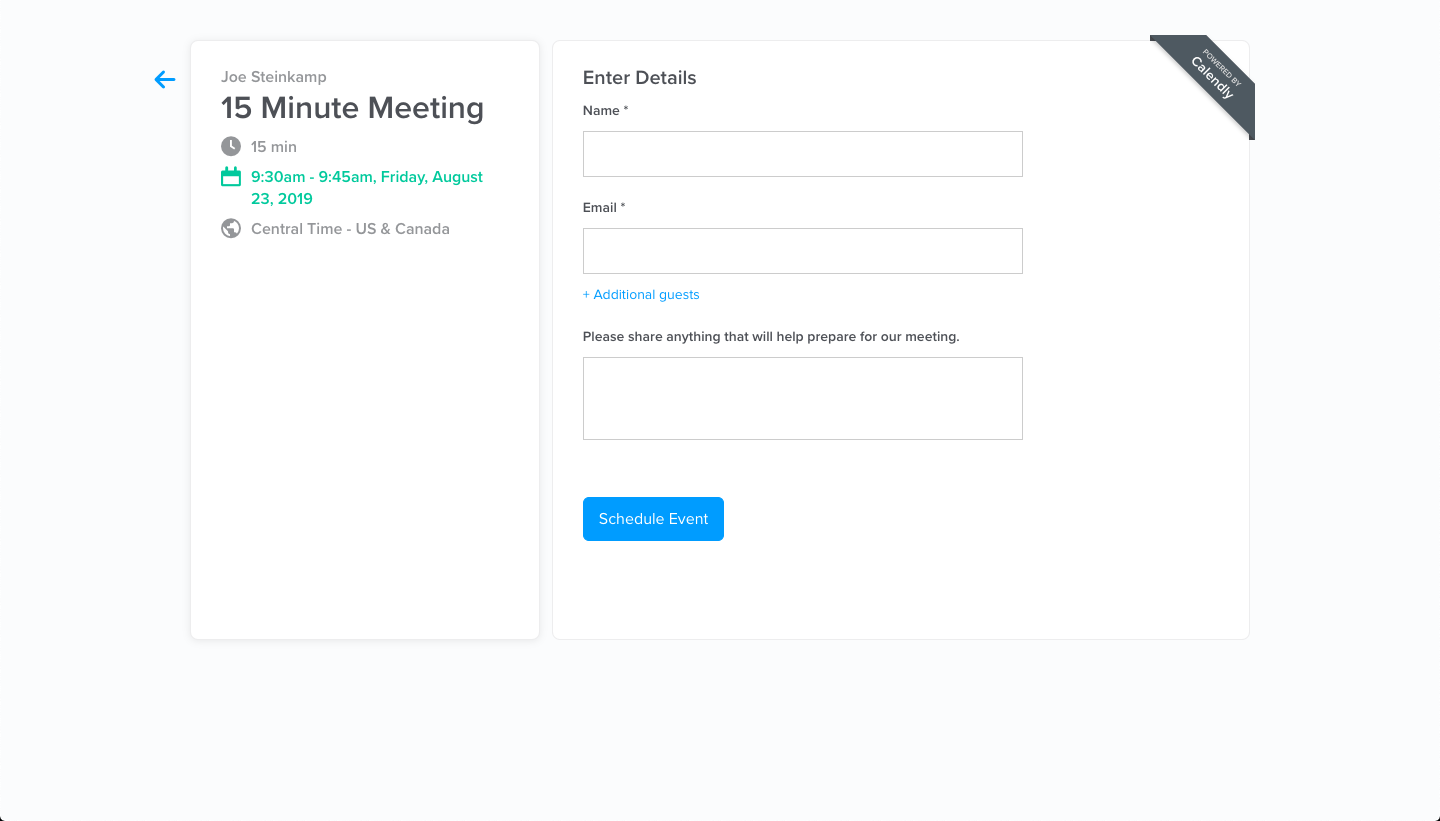 Joe Steinkamp
15 Minute Meeting
15 min
9:30am - 9:45am, Friday, August
23, 2019
Central Time - US & Canada
Enter Details
Name *
Email *
+ Additional guests
Please share anything that will help prepare for our meeting.
Schedule Event
POWERED BY
Calendly